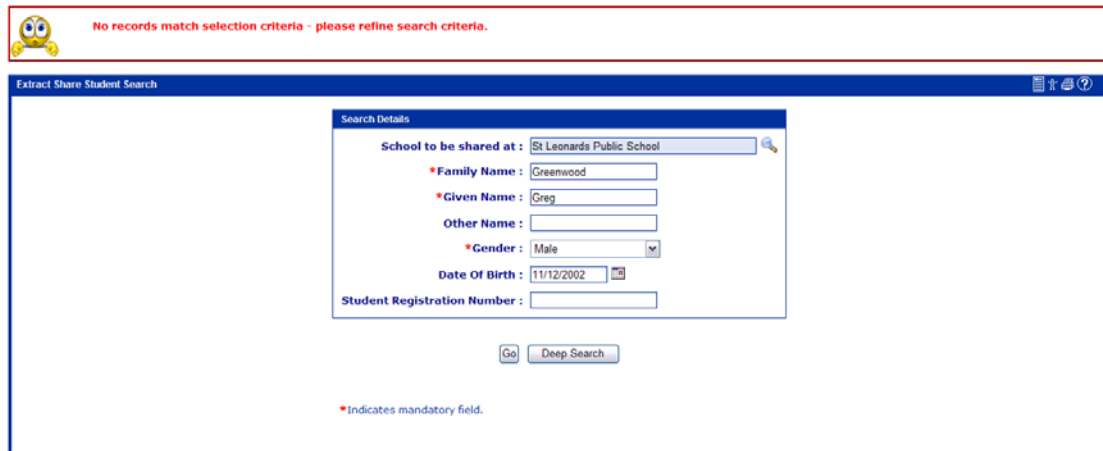 No records match selection criteria - please refine search criteria.
Extract Share Student Search
Search Details
School to be shared at : St Leonards Public School
*Family Name : Greenwood
*Given Name : Greg
Other Name :
*Gender : Male
Date Of Birth : 11/12/2002
Student Registration Number :
Go Deep Search
*Indicates mandatory field.